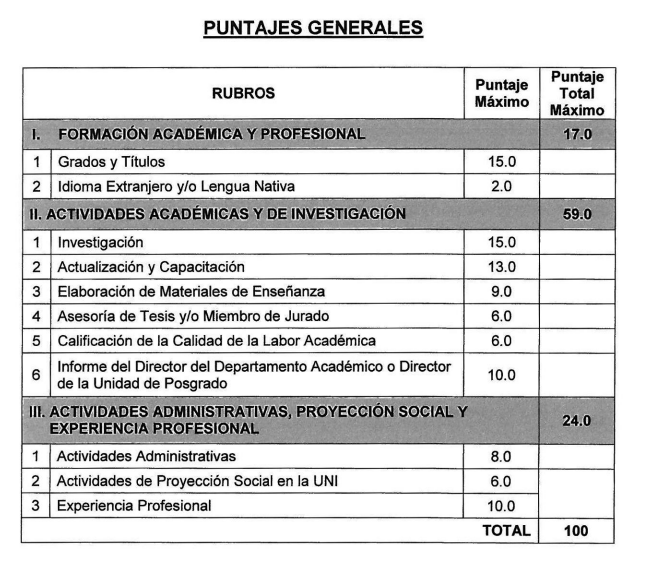 PUNTAJES GENERALES
RUBROS
Puntaje
Máximo
Puntaje
Total
Máximo
I. FORMACIÓN ACADÉMICA Y PROFESIONAL 17.0
1 Grados y Títulos 15.0
2 Idioma Extranjero y/o Lengua Nativa 2.0
II. ACTIVIDADES ACADÉMICAS Y DE INVESTIGACIÓN 59.0
1 Investigación 15.0
2 Actualización y Capacitación 13.0
3 Elaboración de Materiales de Enseñanza 9.0
4 Asesoría de Tesis y/o Miembro de Jurado 6.0
5 Calificación de la Calidad de la Labor Académica 6.0
6 Informe del Director del Departamento Académico o Director
de la Unidad de Posgrado 10.0
III. ACTIVIDADES ADMINISTRATIVAS, PROYECCIÓN SOCIAL Y
EXPERIENCIA PROFESIONAL 24.0
1 Actividades Administrativas 8.0
2 Actividades de Proyección Social en la UNI 6.0
3 Experiencia Profesional 10.0
TOTAL 100